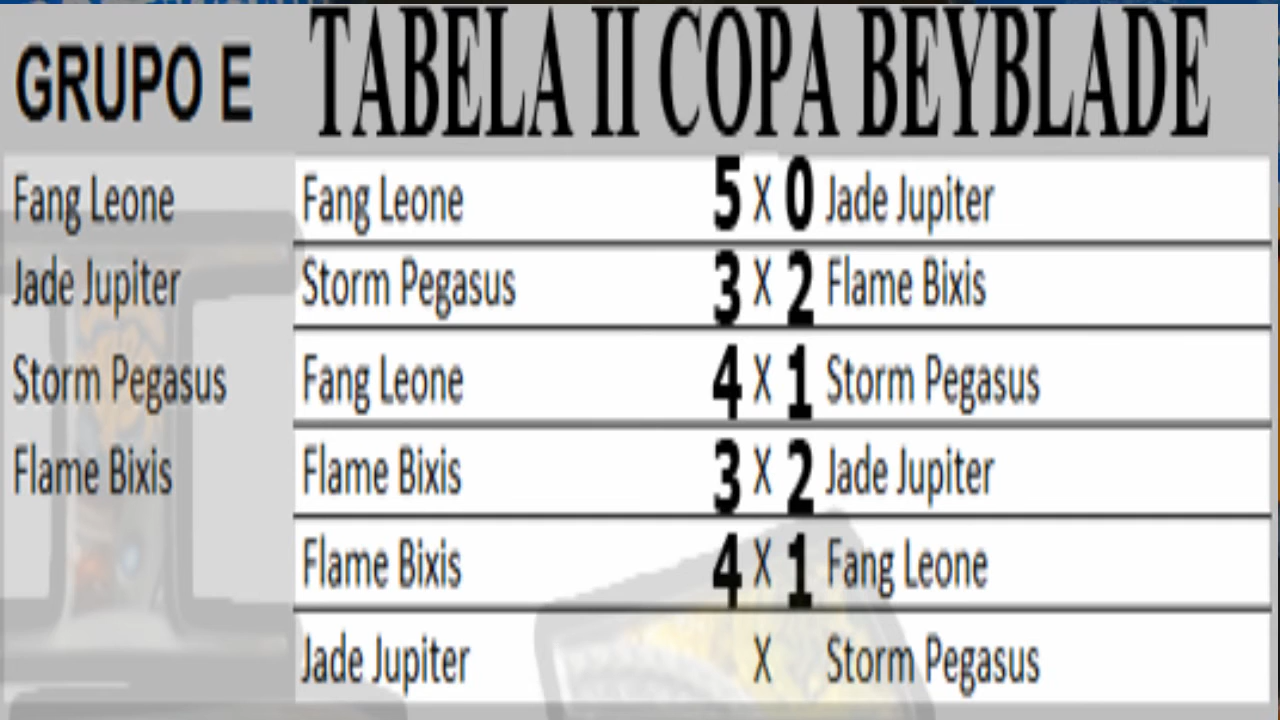 GRUPO E TABELA II COPA BEYBLADE
Fang Leone Fang Leone 5 X 0 Jade Jupiter
Jade Jupiter Storm Pegasus 3 X 2 Flame Bixis
Storm Pegasus Fang Leone 4 X 1 Storm Pegasus
Flame Bixis Flame Bixis 3 X 2 Jade Jupiter
Flame Bixis 4 X 1 Fang Leone
Jade Jupiter X Storm Pegasus